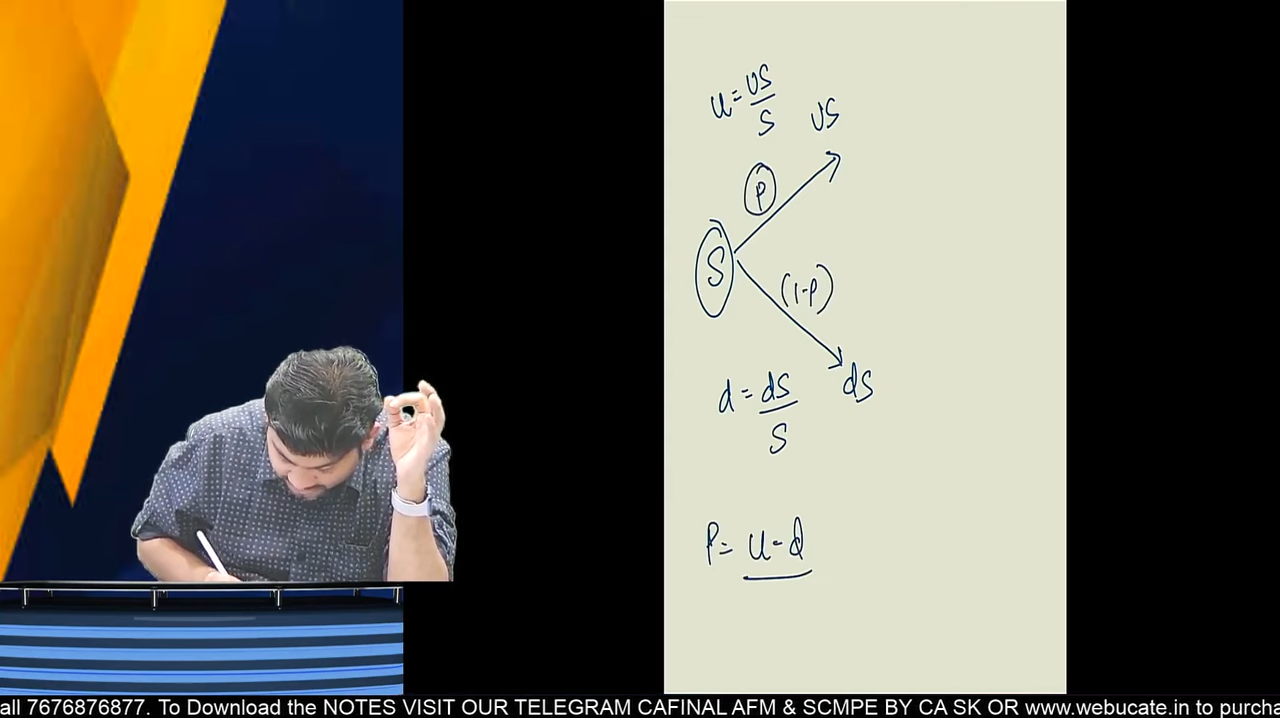 u = US/S
US
P
S
(1-P)
d = dS/S
dS
P = u-d
all 7676876877. To Download the NOTES VISIT OUR TELEGRAM CAFINAL AFM & SCMPE BY CA SK OR www.webucate.in to purcha